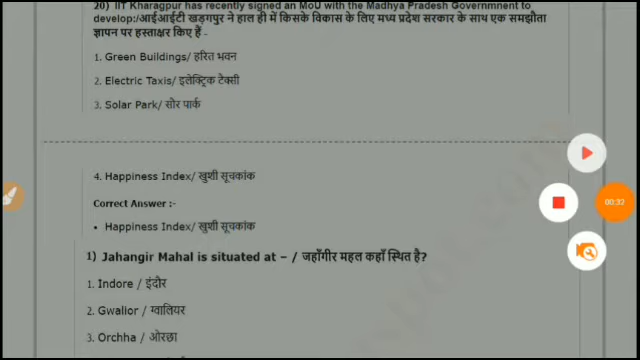 20) IIT Kharagpur has recently signed an MoU with the Madhya Pradesh Governmnent to
develop:/आईआईटी खड़गपुर ने हाल ही में किसके विकास के लिए मध्य प्रदेश सरकार के साथ एक समझौता
ज्ञापन पर हस्ताक्षर किए हैं -
1. Green Buildings/ हरित भवन
2. Electric Taxis/ इलेक्ट्रिक टैक्सी
3. Solar Park/ सोर पार्क
4. Happiness Index/ खुशी सूचकांक
Correct Answer :-
• Happiness Index/ खुशी सूचकांक
1) Jahangir Mahal is situated at – / जहाँगीर महल कहाँ स्थित है?
1. Indore / इंदौर
2. Gwalior / ग्वालियर
3. Orchha / ओरछा
00:32